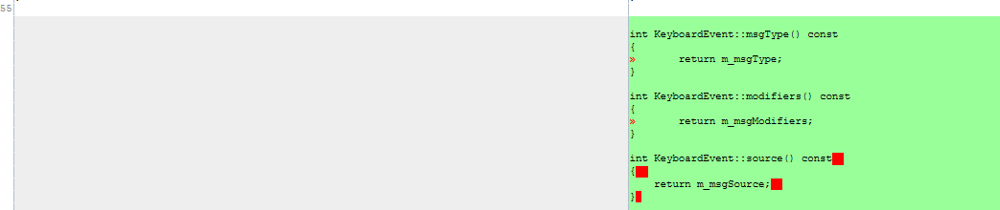 55
int KeyboardEvent::msgType() const
{
»       return m_msgType;
}
int KeyboardEvent::modifiers() const
{
»       return m_msgModifiers;
}
int KeyboardEvent::source() const
{
    return m_msgSource;
}